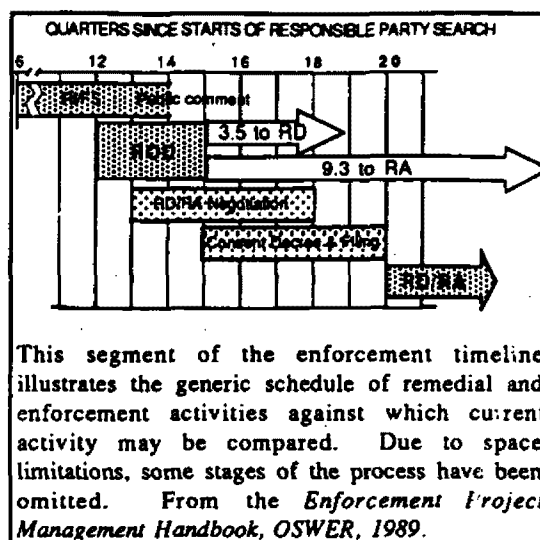 QUARTERS SINCE STARTS OF RESPONSIBLE PARTY SEARCH
6 12 14 16 18 20
RI/FS Public comment
3.5 to RD
ROD
9.3 to RA
RD/RA Negotiation
Consent Decree & Filing
RD/RA
This segment of the enforcement timeline
illustrates the generic schedule of remedial and
enforcement activities against which current
activity may be compared. Due to space
limitations, some stages of the process have been
omitted. From the Enforcement Project
Management Handbook, OSWER, 1989.